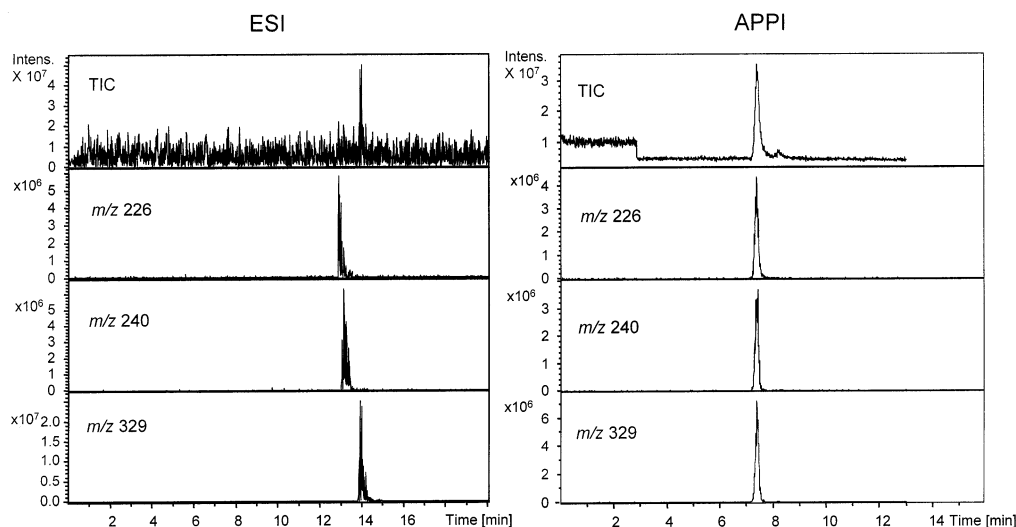 ESI
APPI
Intens.
X 10⁷
TIC
4
3
2
1
0
x10⁶
m/z 226
5
4
3
2
1
0
x10⁶
m/z 240
5
4
3
2
1
0
x10⁷
m/z 329
2.0
1.5
1.0
0.5
0.0
2 4 6 8 10 12 14 16 Time [min]
Intens.
X 10⁷
TIC
3
2
1
x10⁶
m/z 226
4
3
2
1
0
x10⁶
m/z 240
3
2
1
0
x10⁶
m/z 329
6
4
2
0
2 4 6 8 10 12 Time [min]